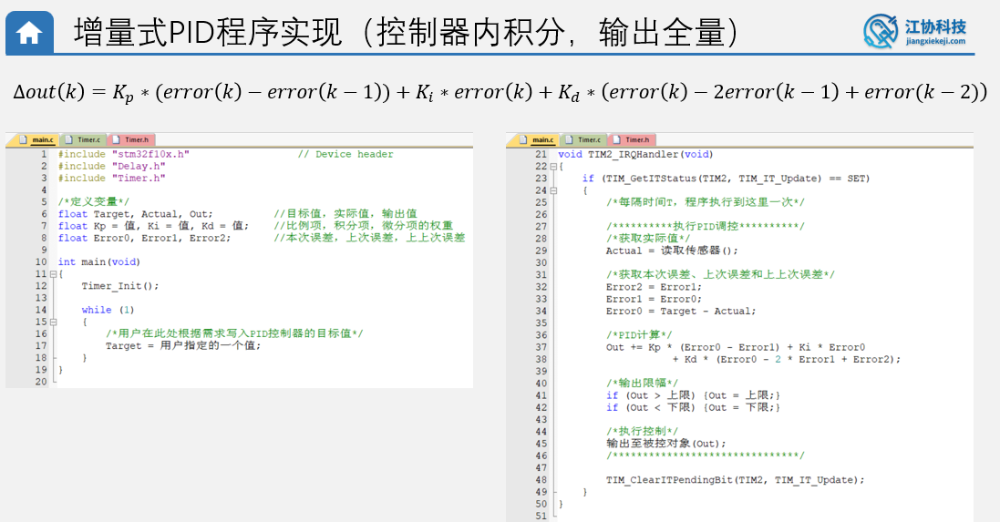 增量式PID程序实现（控制器内积分，输出全量）
江协科技
jiangxiekeji.com
Δout(k) = Kp ∗ (error(k) − error(k − 1)) + Ki ∗ error(k) + Kd ∗ (error(k) − 2error(k − 1) + error(k − 2))
main.c Timer.c Timer.h
1 #include "stm32f10x.h" // Device header
2 #include "Delay.h"
3 #include "Timer.h"
4
5 /*定义变量*/
6 float Target, Actual, Out; //目标值，实际值，输出值
7 float Kp = 值, Ki = 值, Kd = 值; //比例项，积分项，微分项的权重
8 float Error0, Error1, Error2; //本次误差，上次误差，上上次误差
9
10 int main(void)
11 {
12 Timer_Init();
13
14 while (1)
15 {
16 /*用户在此处根据需求写入PID控制器的目标值*/
17 Target = 用户指定的一个值;
18 }
19 }
20
main.c Timer.c Timer.h
21 void TIM2_IRQHandler(void)
22 {
23 if (TIM_GetITStatus(TIM2, TIM_IT_Update) == SET)
24 {
25 /*每隔时间T，程序执行到这里一次*/
26
27 /**********执行PID调控**********/
28 /*获取实际值*/
29 Actual = 读取传感器();
30
31 /*获取本次误差、上次误差和上上次误差*/
32 Error2 = Error1;
33 Error1 = Error0;
34 Error0 = Target - Actual;
35
36 /*PID计算*/
37 Out += Kp * (Error0 - Error1) + Ki * Error0
38 + Kd * (Error0 - 2 * Error1 + Error2);
39
40 /*输出限幅*/
41 if (Out > 上限) {Out = 上限;}
42 if (Out < 下限) {Out = 下限;}
43
44 /*执行控制*/
45 输出至被控对象(Out);
46 /*******************************/
47
48 TIM_ClearITPendingBit(TIM2, TIM_IT_Update);
49 }
50 }
51